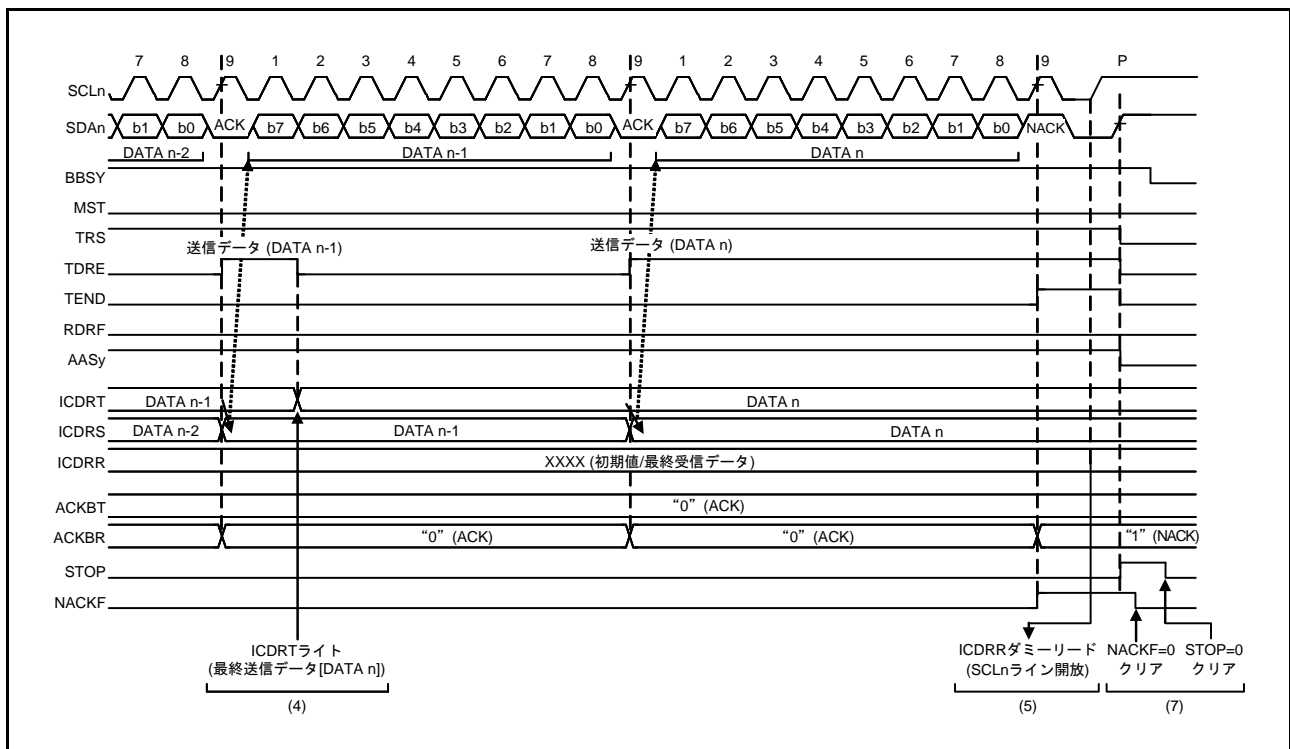 7 8 9 1 2 3 4 5 6 7 8 9 1 2 3 4 5 6 7 8 9 P
SCLn
SDAn b1 b0 ACK b7 b6 b5 b4 b3 b2 b1 b0 ACK b7 b6 b5 b4 b3 b2 b1 b0 NACK
DATA n-2 DATA n-1 DATA n
BBSY
MST
TRS
送信データ (DATA n-1) 送信データ (DATA n)
TDRE
TEND
RDRF
AASy
ICDRT DATA n-1 DATA n
ICDRS DATA n-2 DATA n-1 DATA n
ICDRR XXXX (初期値/最終受信データ)
ACKBT “0” (ACK)
ACKBR “0” (ACK) “0” (ACK) “1” (NACK)
STOP
NACKF
ICDRTライト ICDRRダミーリード NACKF=0 STOP=0
(最終送信データ[DATA n]) (SCLnライン開放) クリア クリア
(4) (5) (7)